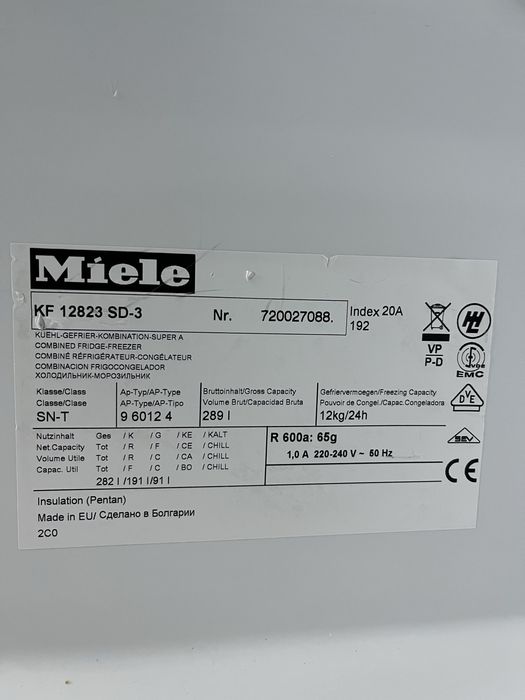 Miele
KF 12823 SD-3 Nr. 720027088. Index 20A
192
KUEHL-GEFRIER-KOMBINATION-SUPER A
COMBINED FRIDGE-FREEZER
COMBINÉ RÉFRIGÉRATEUR-CONGÉLATEUR
COMBINACION FRIGOCONGELADOR
ХОЛОДИЛЬНИК-МОРОЗИЛЬНИК
VP
P-D
EMC
Klasse/Class Ap-Typ/AP-Type Bruttoinhalt/Gross Capacity Gefriervermoegen/Freezing Capacity
Classe/Clase AP-Type/AP-Tipo Volume Brut/Capacidad Bruta Pouvoir de Congel./Capac.Congeladora
SN-T 9 6012 4 289 l 12kg/24h
DVE
Nutzinhalt Ges / K / G / KE / KALT
Net.Capacity Tot / R / F / CE / CHILL
Volume Utile Tot / R / C / CA / CHILL
Capac. Util Tot / F / C / BO / CHILL
282 l /191 l/91 l
R 600a: 65g
1,0 A 220-240 V ~ 50 Hz
SEV
CE
Insulation (Pentan)
Made in EU/ Сделано в Болгарии
2C0